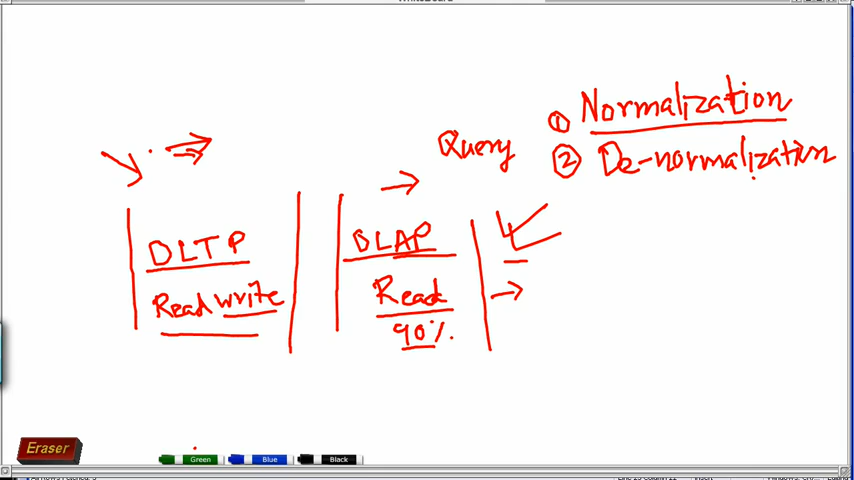 ① Normalization
Query
② De-normalization
OLTP
OLAP
Read write
Read
90%
Eraser
Green
Blue
Black